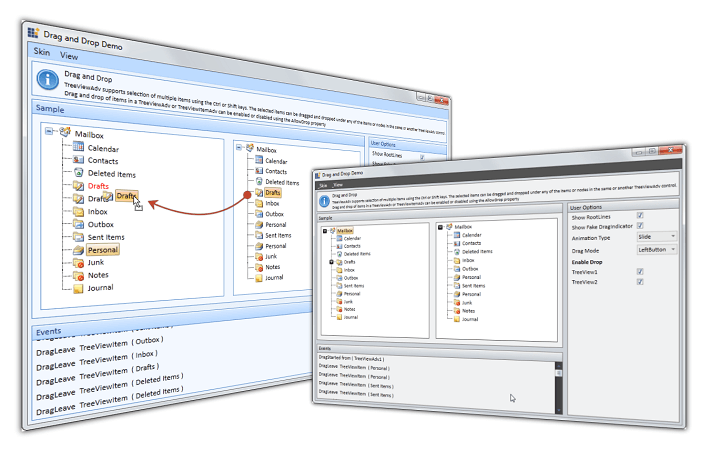 Drag and Drop Demo
Skin View
Drag and Drop
TreeViewAdv supports selection of multiple items using the Ctrl or Shift keys. The selected items can be dragged and dropped under any of the items or nodes in the same or another TreeViewAdv control.
Drag and drop of items in a TreeViewAdv or TreeViewItemAdv can be enabled or disabled using the AllowDrop property
Sample
Mailbox
Calendar
Contacts
Deleted Items
Drafts
Drafts
Drafts
Inbox
Outbox
Sent Items
Personal
Junk
Notes
Journal
Mailbox
Calendar
Contacts
Deleted Items
Drafts
Inbox
Outbox
Personal
Sent Items
Personal
Junk
Notes
Journal
User Options
Show RootLines
Events
DragLeave TreeViewItem ( Outbox )
DragLeave TreeViewItem ( Inbox )
DragLeave TreeViewItem ( Drafts )
DragLeave TreeViewItem ( Deleted Items )
DragLeave TreeViewItem ( Deleted Items )
Drag and Drop Demo
Skin View
Drag and Drop
TreeViewAdv supports selection of multiple items using the Ctrl or Shift keys. The selected items can be dragged and dropped under any of the items or nodes in the same or another TreeViewAdv control.
Drag and drop of items in a TreeViewAdv or TreeViewItemAdv can be enabled or disabled using the AllowDrop property
Sample
Mailbox
Calendar
Contacts
Deleted Items
Drafts
Inbox
Sent Items
Personal
Junk
Notes
Journal
Mailbox
Calendar
Contacts
Deleted Items
Drafts
Inbox
Outbox
Personal
Sent Items
Personal
Junk
Notes
Journal
User Options
Show RootLines
Show Fake DragIndicator
Animation Type Slide
Drag Mode LeftButton
Enable Drop
TreeView1
TreeView2
Events
DragStarted from ( TreeViewAdv1 )
DragLeave TreeViewItem ( Personal )
DragLeave TreeViewItem ( Personal )
DragLeave TreeViewItem ( Sent Items )
DragLeave TreeViewItem ( Sent Items )